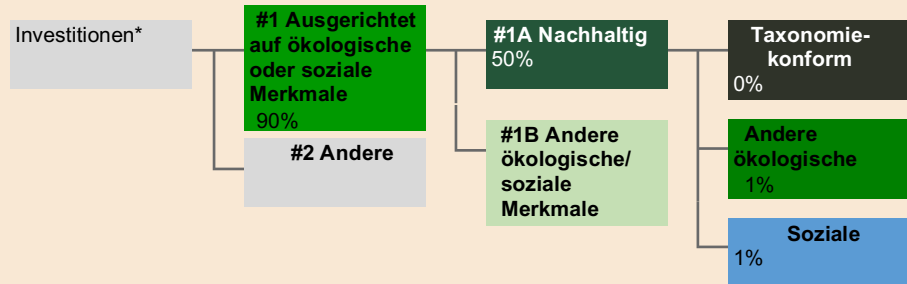 Investitionen*
#1 Ausgerichtet
auf ökologische
oder soziale
Merkmale
90%
#2 Andere
#1A Nachhaltig
50%
#1B Andere
ökologische/
soziale
Merkmale
Taxonomie-
konform
0%
Andere
ökologische
1%
Soziale
1%